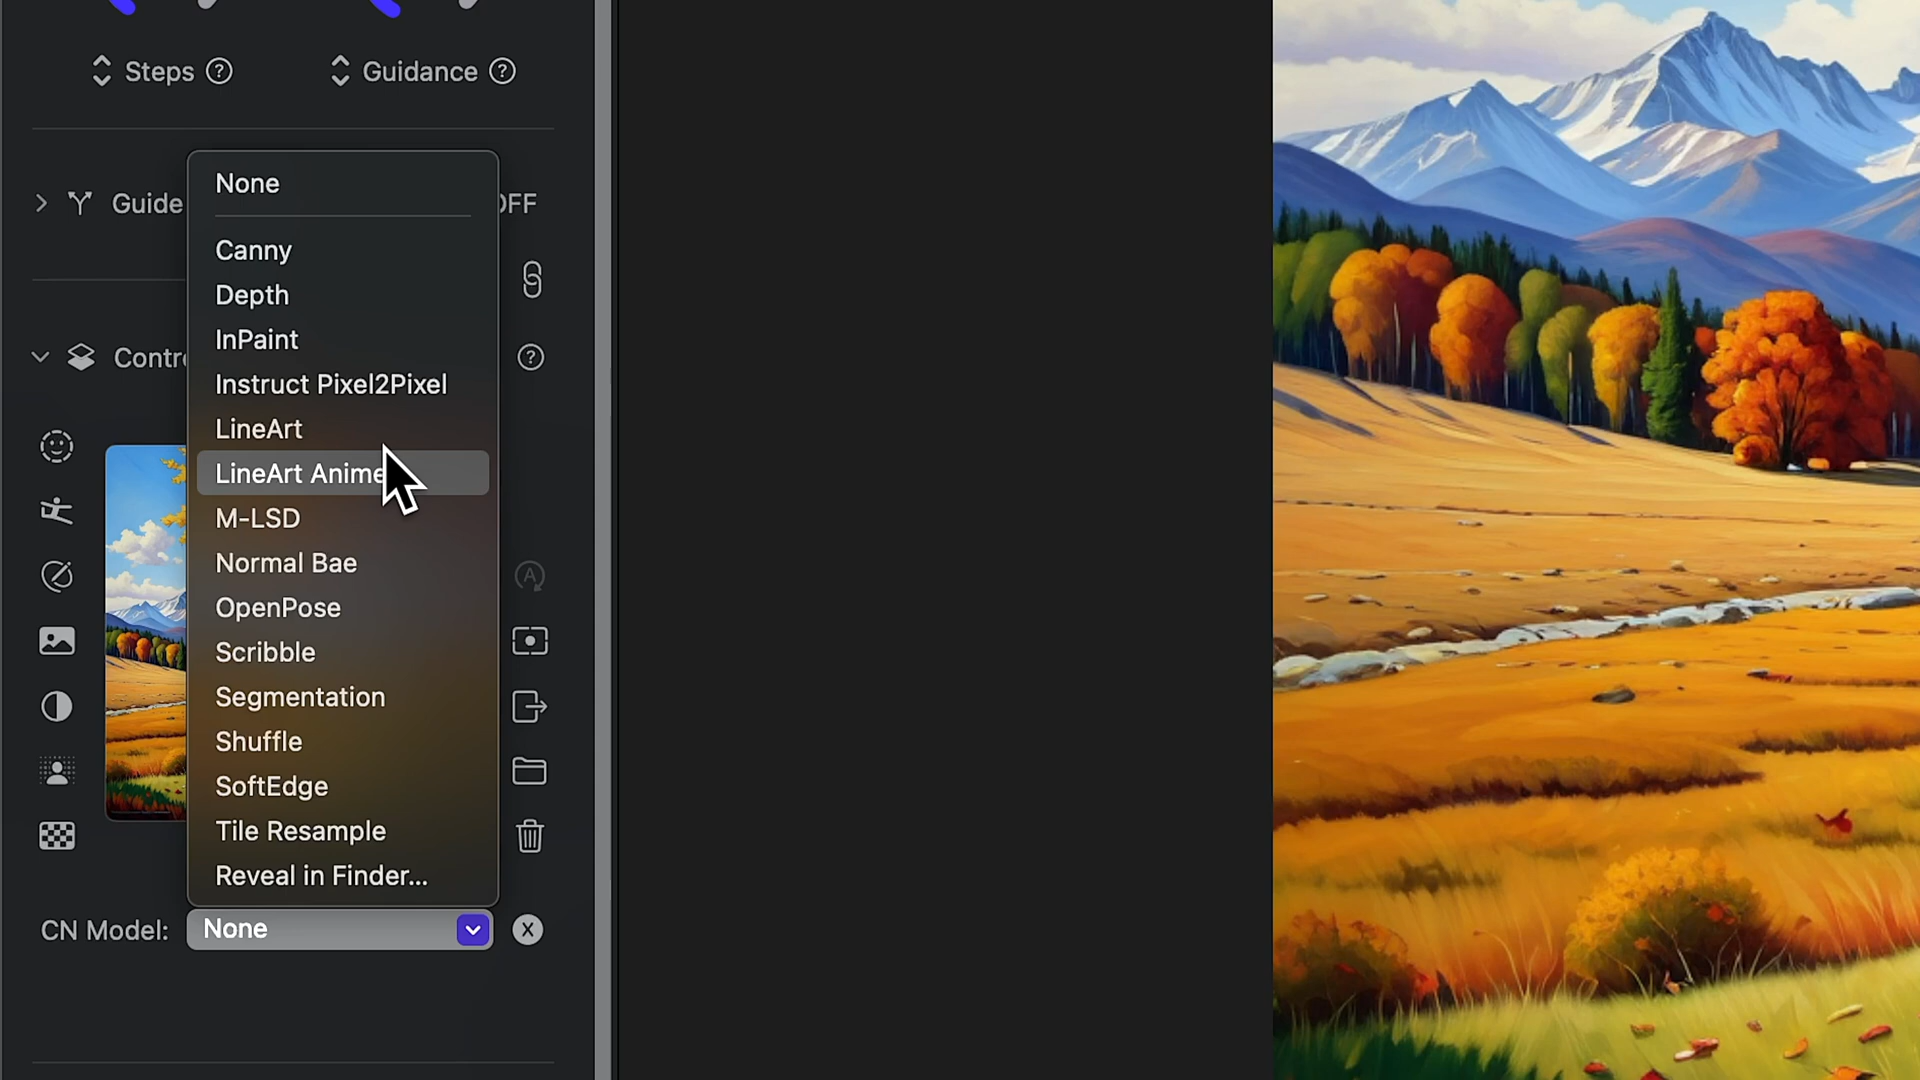 Steps ?
Guidance ?
None
Guide
OFF
Canny
Depth
InPaint
Instruct Pixel2Pixel
Contr
?
LineArt
LineArt Anime
M-LSD
Normal Bae
OpenPose
Scribble
Segmentation
Shuffle
SoftEdge
Tile Resample
Reveal in Finder...
CN Model: None